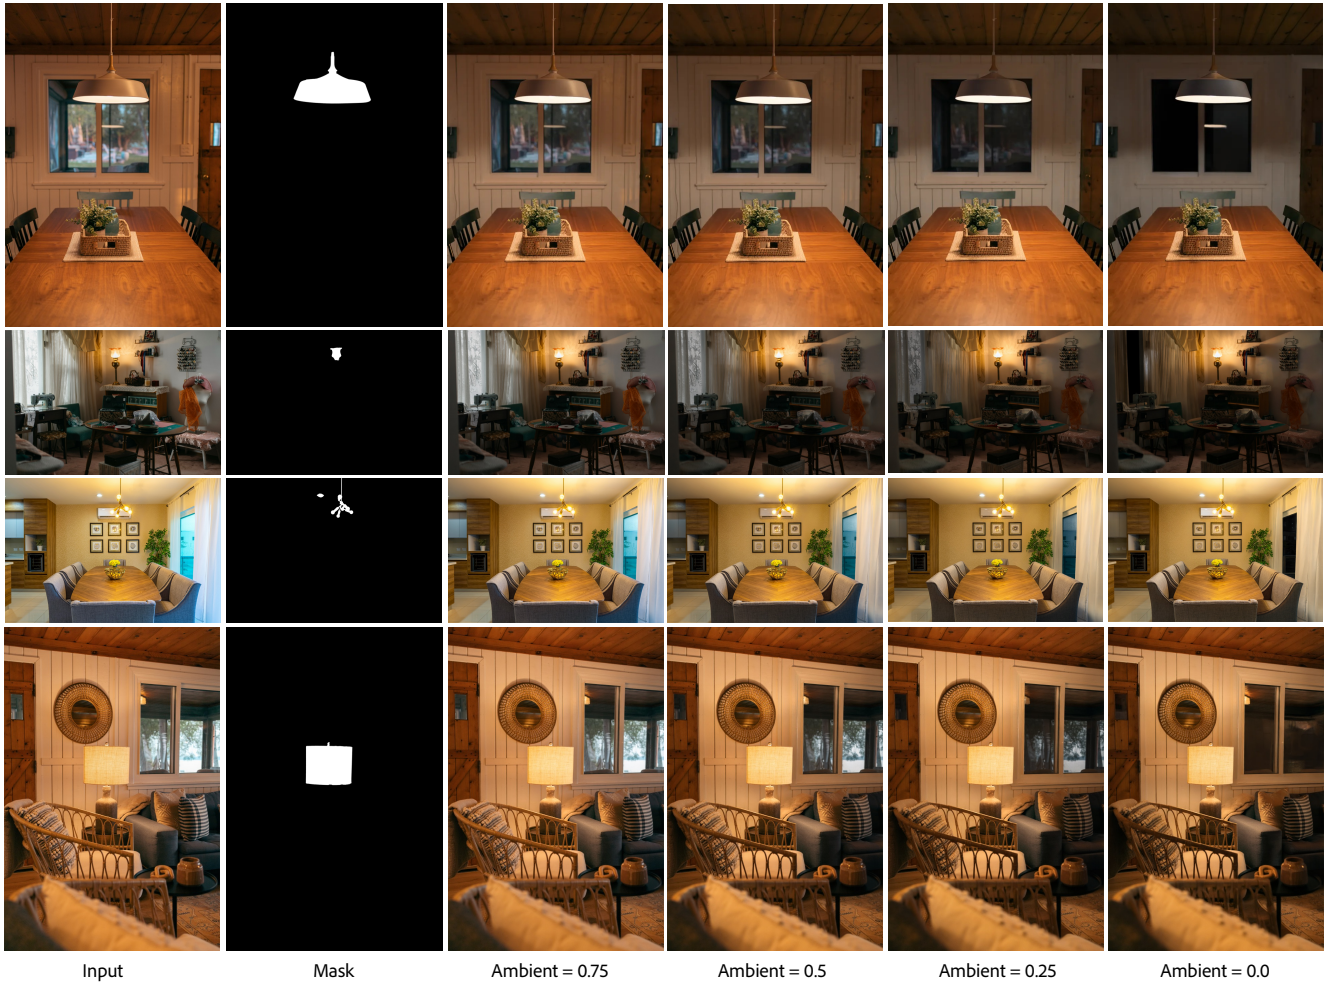 Input Mask Ambient = 0.75 Ambient = 0.5 Ambient = 0.25 Ambient = 0.0